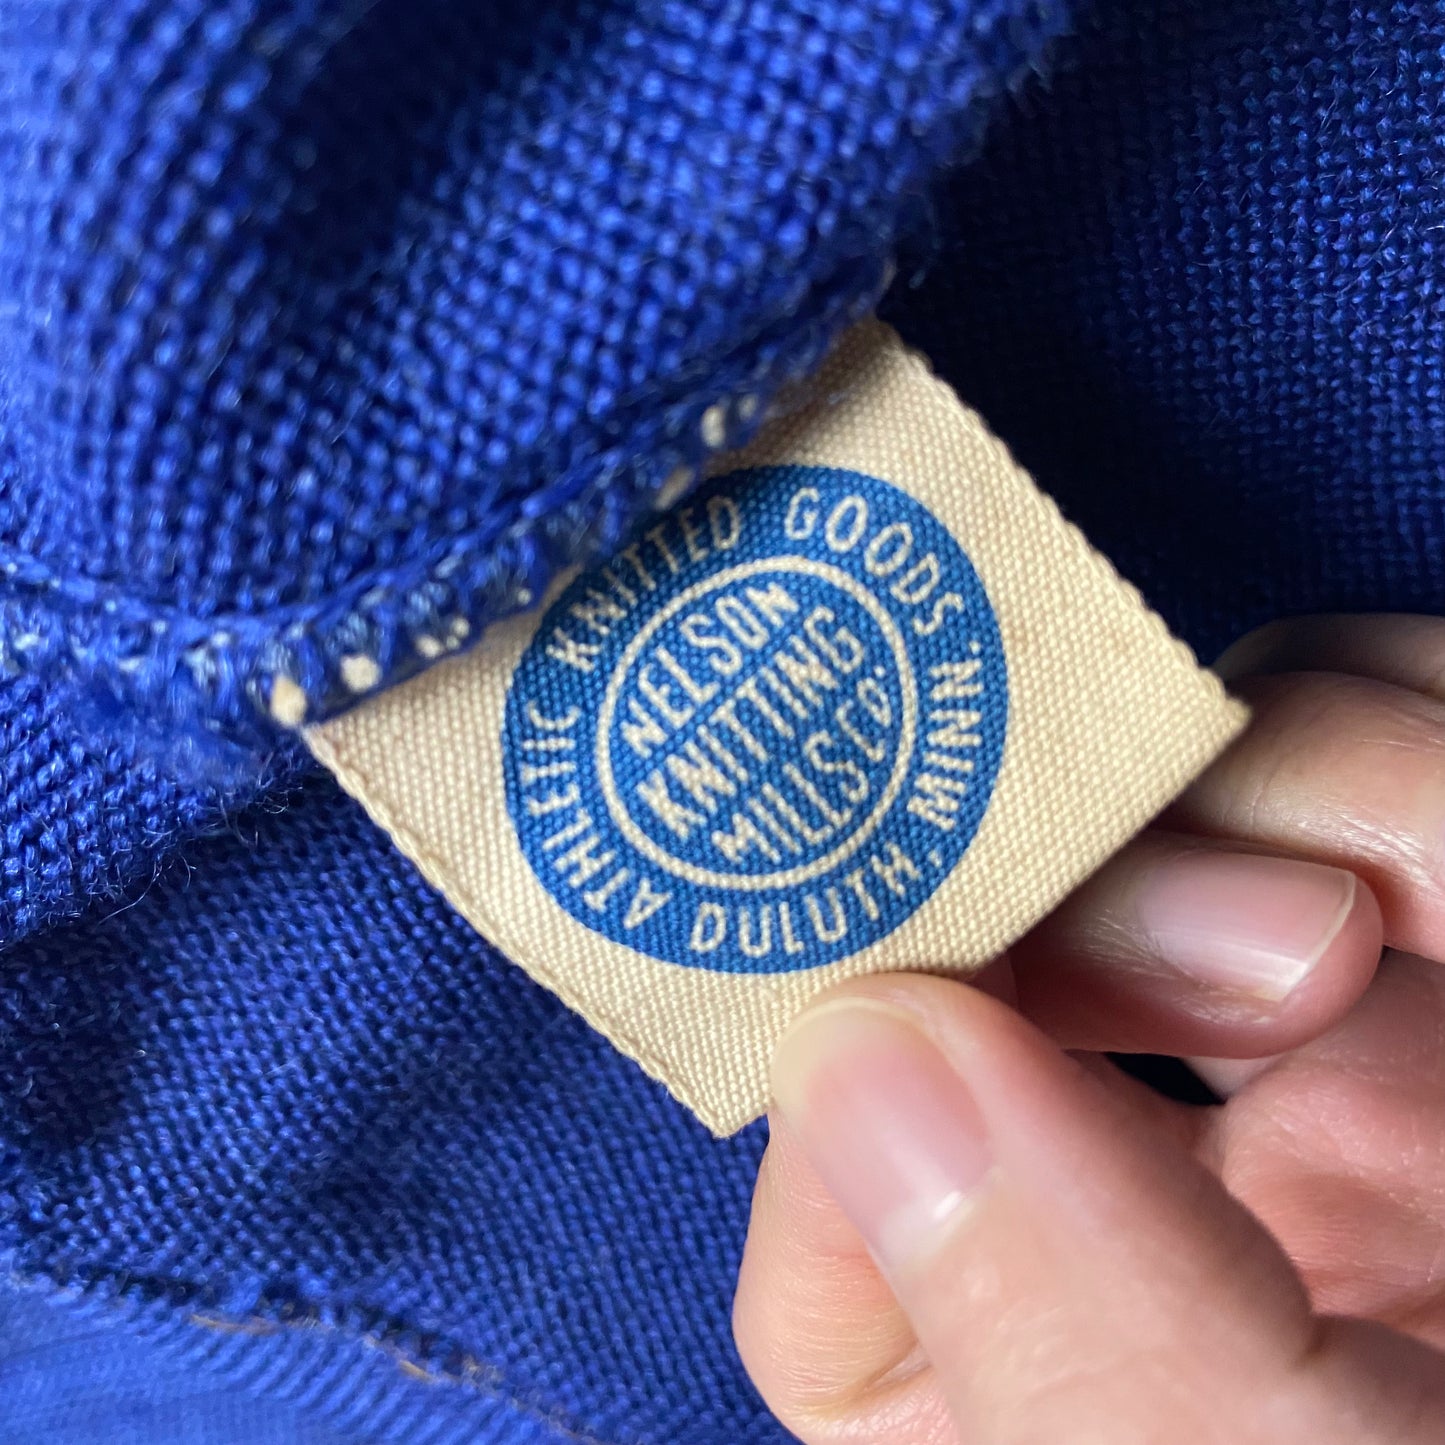 ATHLETIC KNITTED GOODS.
NELSON
KNITTING
MILLS CO.
DULUTH, MINN.